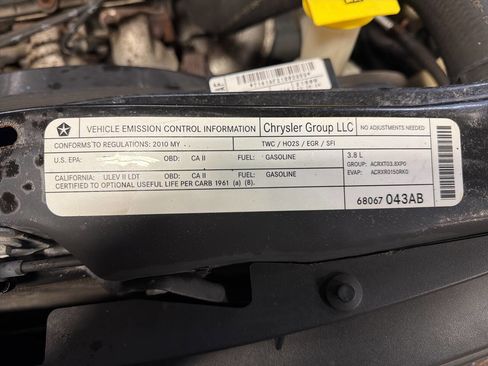 VEHICLE EMISSION CONTROL INFORMATION Chrysler Group LLC NO ADJUSTMENTS NEEDED
CONFORMS TO REGULATIONS: 2010 MY TWC / HO2S / EGR / SFI
U.S. EPA: OBD: CA II FUEL: GASOLINE 3.8 L
GROUP: ACRXT03.8XP0
CALIFORNIA: ULEV II LDT OBD: CA II FUEL: GASOLINE EVAP: ACRXR0150RK0
CERTIFIED TO OPTIONAL USEFUL LIFE PER CARB 1961 (a) (8).
68067 043AB